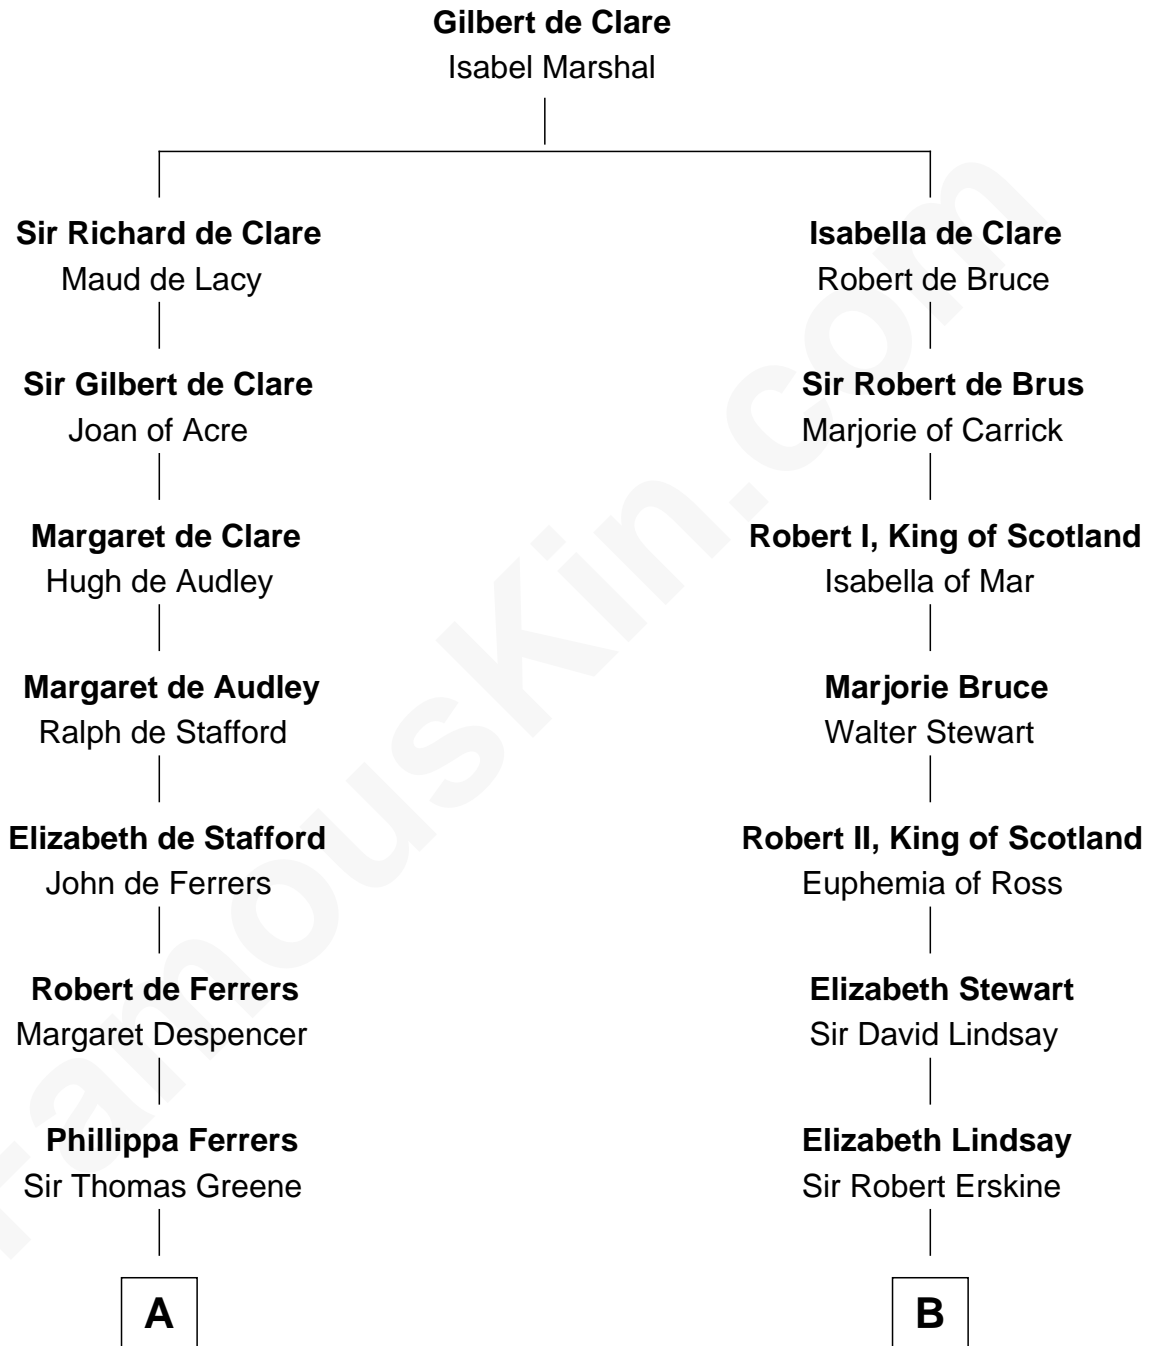 Gilbert de Clare
Isabel Marshal
Sir Richard de Clare
Maud de Lacy
Isabella de Clare
Robert de Bruce
Sir Gilbert de Clare
Joan of Acre
Sir Robert de Brus
Marjorie of Carrick
Margaret de Clare
Hugh de Audley
Robert I, King of Scotland
Isabella of Mar
Margaret de Audley
Ralph de Stafford
Marjorie Bruce
Walter Stewart
Elizabeth de Stafford
John de Ferrers
Robert II, King of Scotland
Euphemia of Ross
Robert de Ferrers
Margaret Despencer
Elizabeth Stewart
Sir David Lindsay
Phillippa Ferrers
Sir Thomas Greene
Elizabeth Lindsay
Sir Robert Erskine
A
B
FamousKin.com